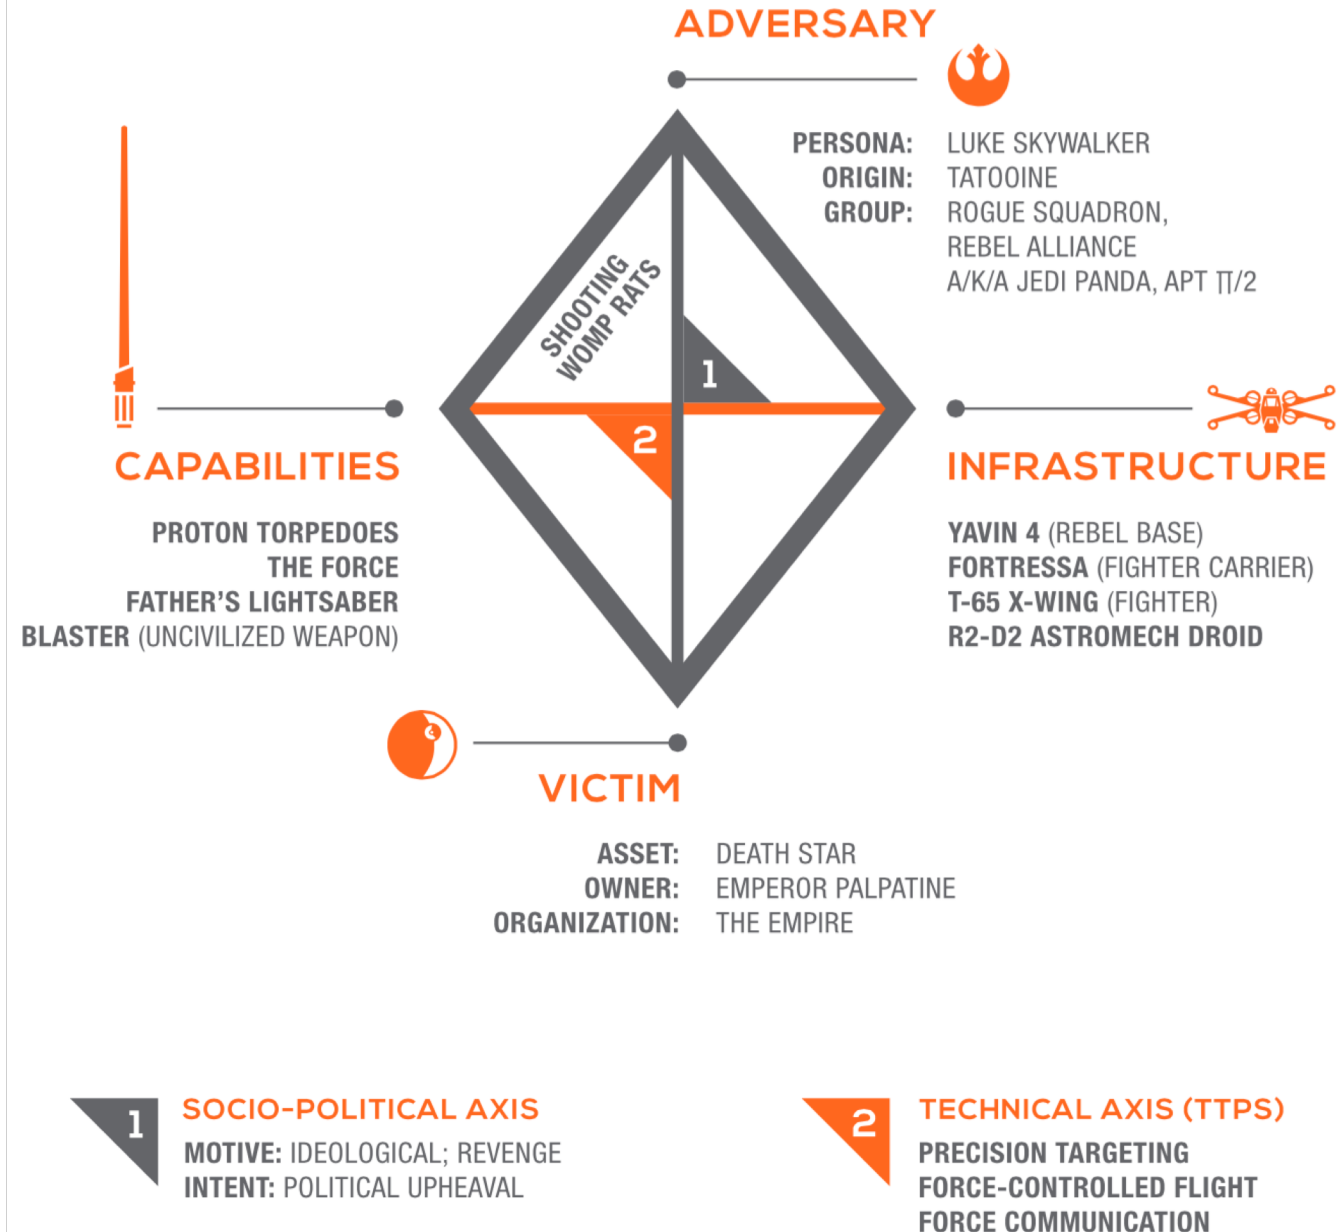 ADVERSARY
PERSONA: LUKE SKYWALKER
ORIGIN: TATOOINE
GROUP: ROGUE SQUADRON,
REBEL ALLIANCE
A/K/A JEDI PANDA, APT ∏/2
SHOOTING
WOMP RATS
1
2
CAPABILITIES
PROTON TORPEDOES
THE FORCE
FATHER'S LIGHTSABER
BLASTER (UNCIVILIZED WEAPON)
INFRASTRUCTURE
YAVIN 4 (REBEL BASE)
FORTRESSA (FIGHTER CARRIER)
T-65 X-WING (FIGHTER)
R2-D2 ASTROMECH DROID
VICTIM
ASSET: DEATH STAR
OWNER: EMPEROR PALPATINE
ORGANIZATION: THE EMPIRE
1
SOCIO-POLITICAL AXIS
MOTIVE: IDEOLOGICAL; REVENGE
INTENT: POLITICAL UPHEAVAL
2
TECHNICAL AXIS (TTPS)
PRECISION TARGETING
FORCE-CONTROLLED FLIGHT
FORCE COMMUNICATION